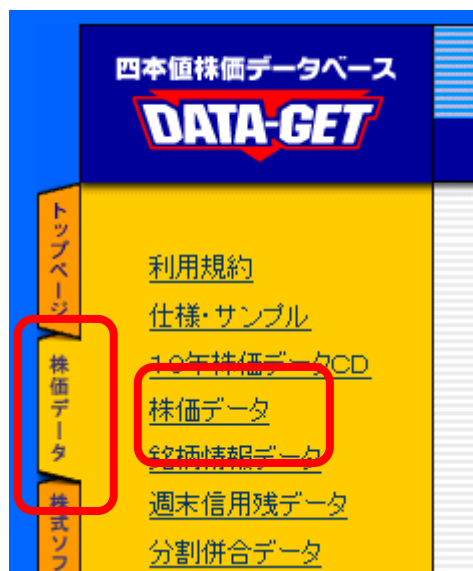 四本値株価データベース
DATA-GET
トップページ
株価データ
株式ソフ
利用規約
仕様・サンプル
10年株価データCD
株価データ
銘柄情報データ
週末信用残データ
分割併合データ